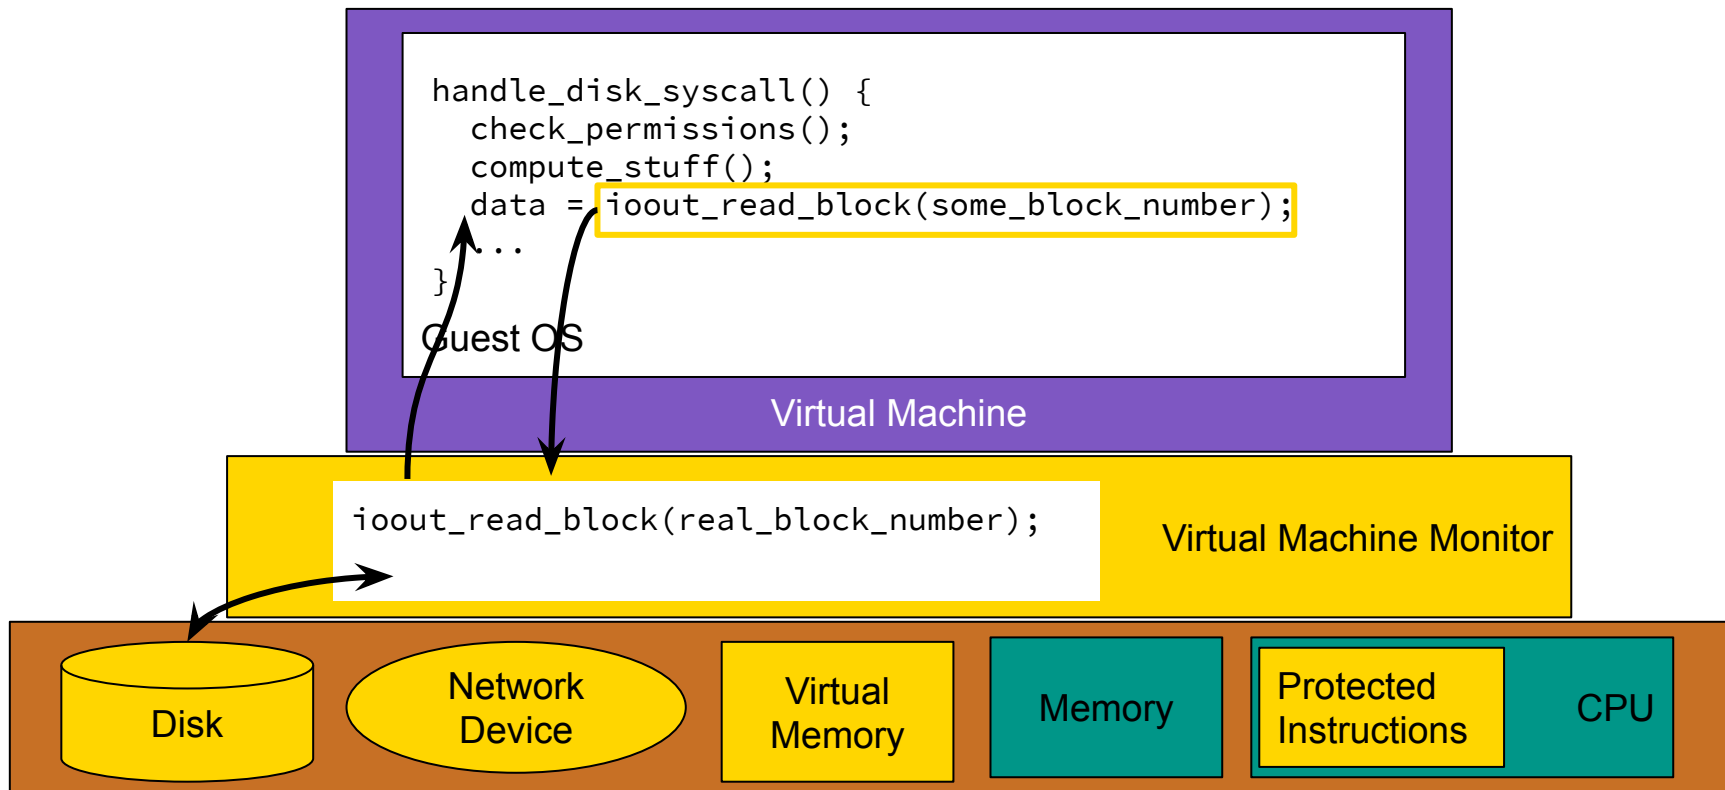 handle_disk_syscall() {
check_permissions();
compute_stuff();
data = ioout_read_block(some_block_number);
...
}
Guest OS
Virtual Machine
ioout_read_block(real_block_number);
Virtual Machine Monitor
Disk
Network
Device
Virtual
Memory
Memory
Protected
Instructions
CPU